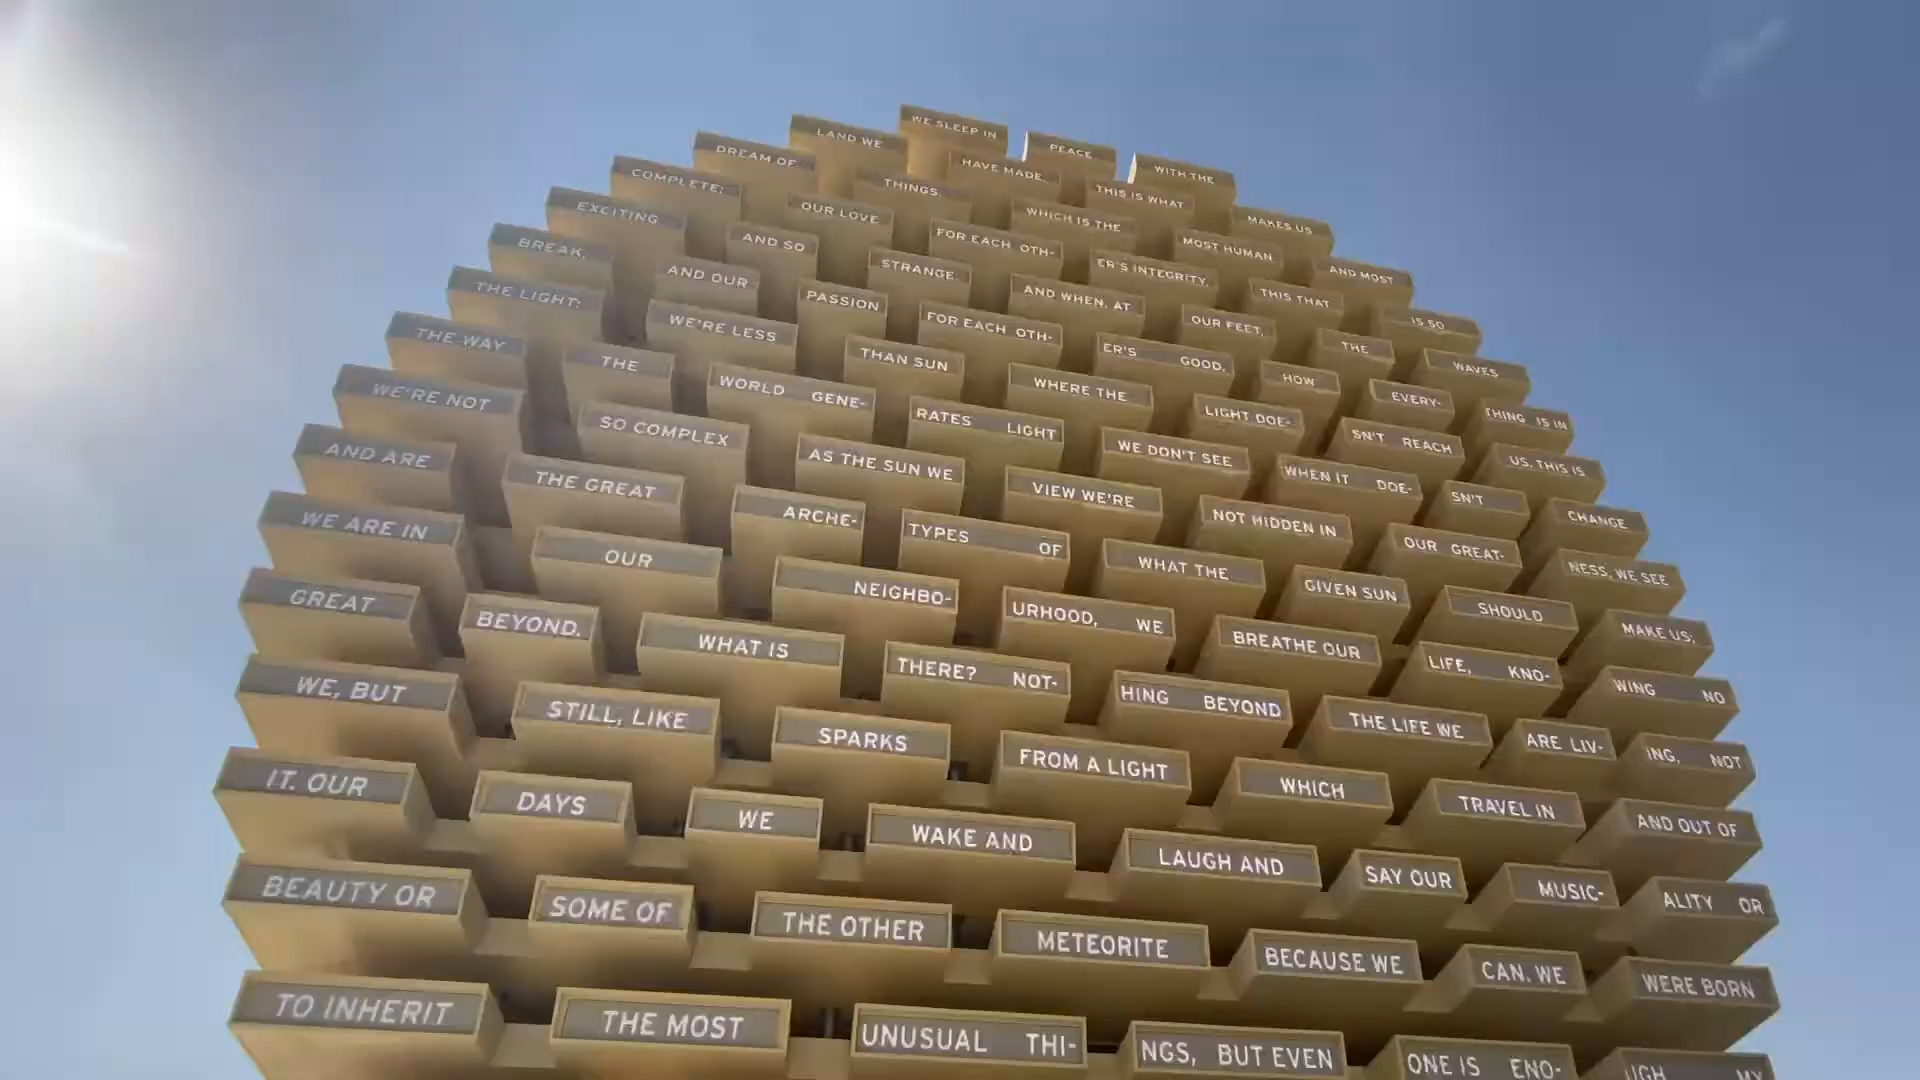 WE SLEEP IN PEACE WITH THE
LAND WE HAVE MADE. THIS IS WHAT MAKES US
DREAM OF THINGS. WHICH IS THE MOST HUMAN AND MOST
COMPLETE; OUR LOVE FOR EACH OTH- ER'S INTEGRITY, THIS THAT IS SO
EXCITING AND SO STRANGE. AND WHEN, AT OUR FEET, THE WAVES
BREAK, AND OUR PASSION FOR EACH OTH- ER'S GOOD, HOW EVERY- THING IS IN
THE LIGHT; WE'RE LESS THAN SUN WHERE THE LIGHT DOE- SN'T REACH US. THIS IS
THE WAY THE WORLD GENE- RATES LIGHT WE DON'T SEE WHEN IT DOE- SN'T CHANGE
WE'RE NOT SO COMPLEX AS THE SUN WE VIEW WE'RE NOT HIDDEN IN OUR GREAT- NESS, WE SEE
AND ARE THE GREAT ARCHE- TYPES OF WHAT THE GIVEN SUN SHOULD MAKE US;
WE ARE IN OUR NEIGHBO- URHOOD, WE BREATHE OUR LIFE, KNO- WING NO
GREAT BEYOND. WHAT IS THERE? NOT- HING BEYOND THE LIFE WE ARE LIV- ING, NOT
WE, BUT STILL, LIKE SPARKS FROM A LIGHT WHICH TRAVEL IN AND OUT OF
IT. OUR DAYS WE WAKE AND LAUGH AND SAY OUR MUSIC- ALITY OR
BEAUTY OR SOME OF THE OTHER METEORITE BECAUSE WE CAN. WE WERE BORN
TO INHERIT THE MOST UNUSUAL THI- NGS, BUT EVEN ONE IS ENO- UGH MY